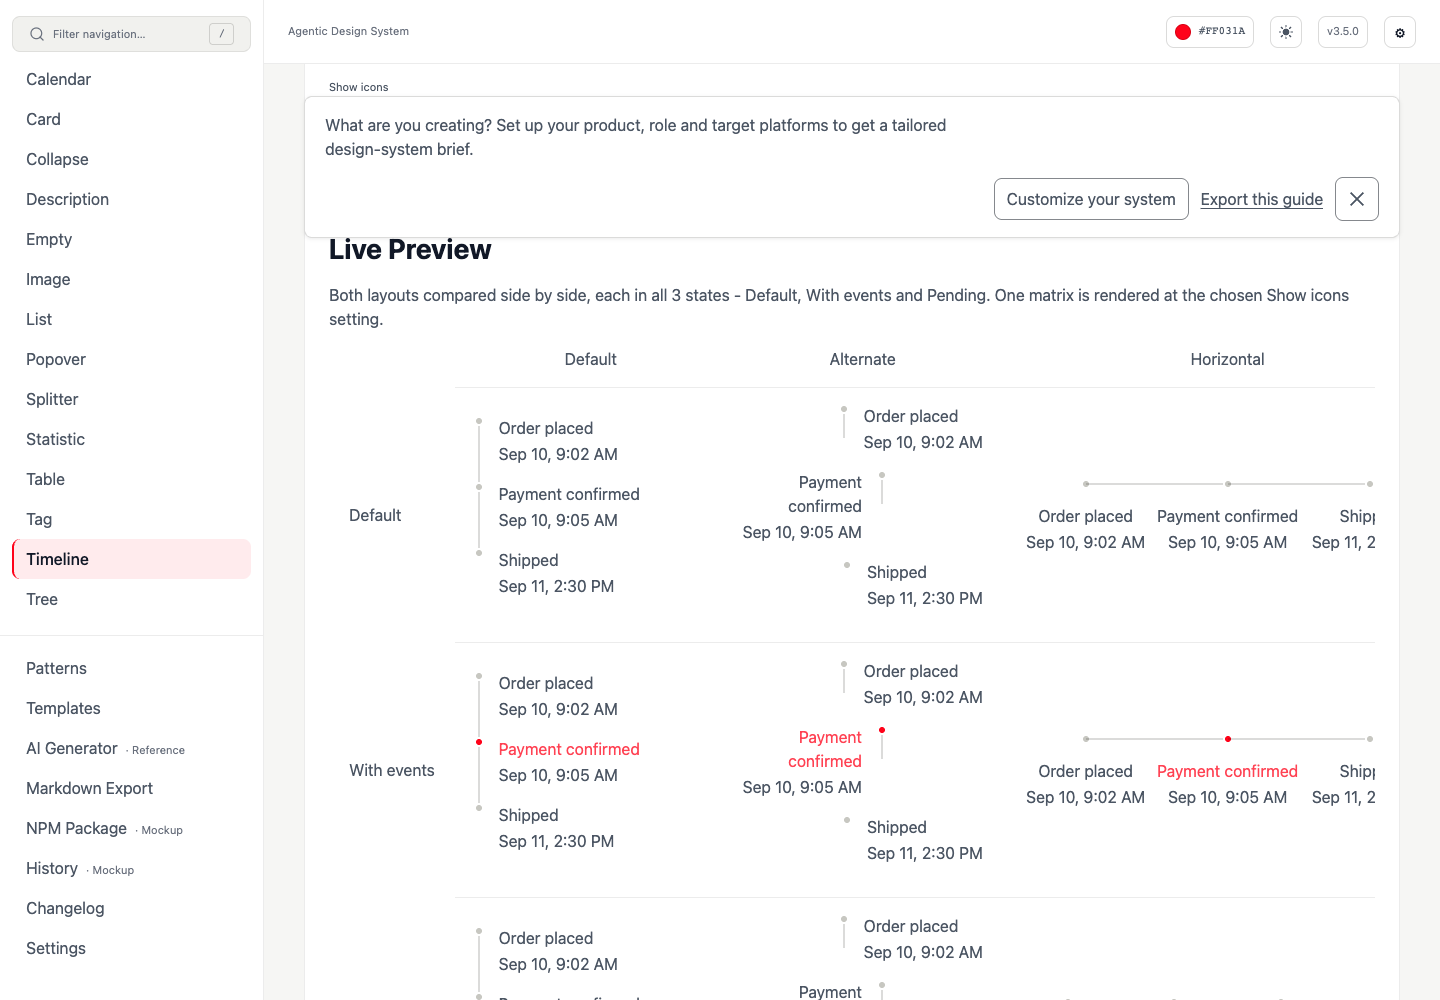 Filter navigation...
/
Calendar
Card
Collapse
Description
Empty
Image
List
Popover
Splitter
Statistic
Table
Tag
Timeline
Tree
Patterns
Templates
AI Generator · Reference
Markdown Export
NPM Package · Mockup
History · Mockup
Changelog
Settings
Agentic Design System
#FF031A
v3.5.0
Show icons
What are you creating? Set up your product, role and target platforms to get a tailored
design-system brief.
Customize your system
Export this guide
Live Preview
Both layouts compared side by side, each in all 3 states - Default, With events and Pending. One matrix is rendered at the chosen Show icons
setting.
Default
Alternate
Horizontal
Default
Order placed
Sep 10, 9:02 AM
Payment confirmed
Sep 10, 9:05 AM
Shipped
Sep 11, 2:30 PM
Order placed
Sep 10, 9:02 AM
Payment
confirmed
Sep 10, 9:05 AM
Shipped
Sep 11, 2:30 PM
Order placed
Sep 10, 9:02 AM
Payment confirmed
Sep 10, 9:05 AM
Ship
Sep 11, 2
With events
Order placed
Sep 10, 9:02 AM
Payment confirmed
Sep 10, 9:05 AM
Shipped
Sep 11, 2:30 PM
Order placed
Sep 10, 9:02 AM
Payment
confirmed
Sep 10, 9:05 AM
Shipped
Sep 11, 2:30 PM
Order placed
Sep 10, 9:02 AM
Payment confirmed
Sep 10, 9:05 AM
Ship
Sep 11, 2
Order placed
Sep 10, 9:02 AM
Order placed
Sep 10, 9:02 AM
Payment